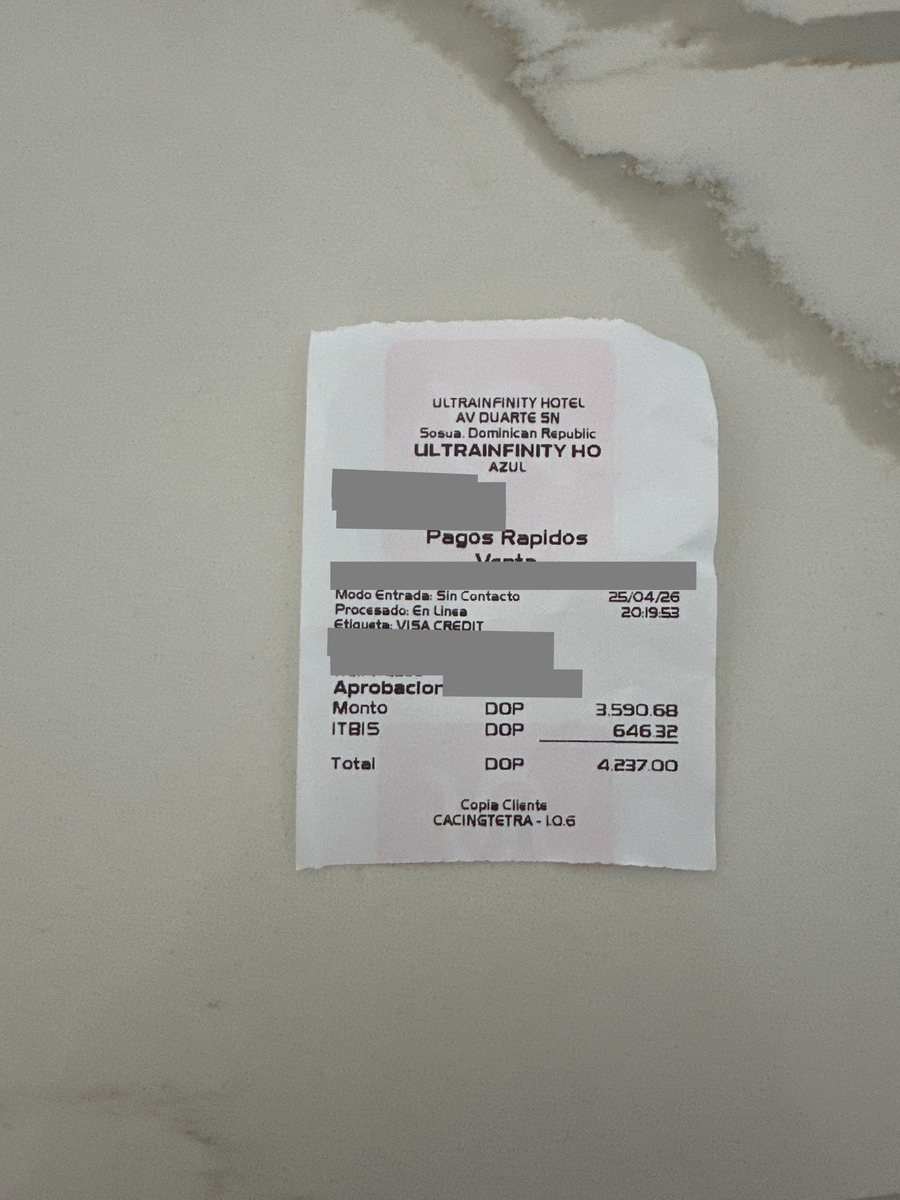 ULTRAINFINITY HOTEL
AV DUARTE SN
Sosua. Dominican Republic
ULTRAINFINITY HO
AZUL
Pagos Rapidos
Venta
Modo Entrada: Sin Contacto 25/04/26
Procesado: En Linea 20:19:53
Etiqueta: VISA CREDIT
Aprobacion
Monto DOP 3.590.68
ITBIS DOP 646.32
Total DOP 4.237.00
Copia Cliente
CACINGTETRA - I.0.6